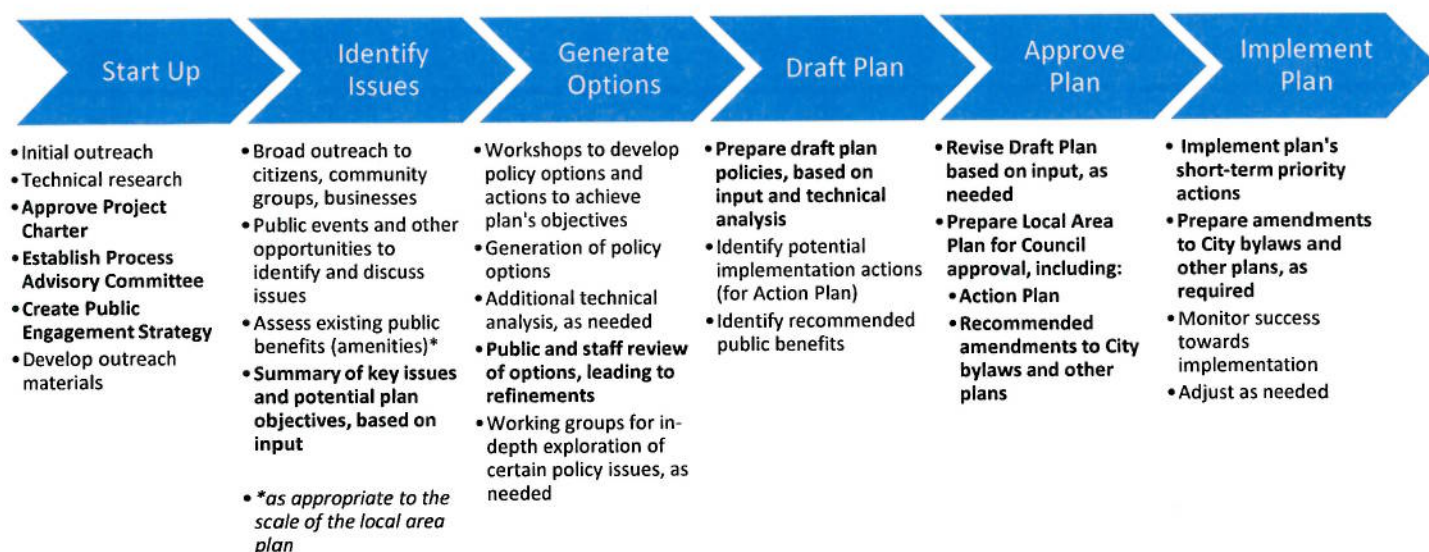 Start Up
Identify
Issues
Generate
Options
Draft Plan
Approve
Plan
Implement
Plan
• Initial outreach
• Technical research
• Approve Project
Charter
• Establish Process
Advisory Committee
• Create Public
Engagement Strategy
• Develop outreach
materials
• Broad outreach to
citizens, community
groups, businesses
• Public events and other
opportunities to
identify and discuss
issues
• Assess existing public
benefits (amenities)*
• Summary of key issues
and potential plan
objectives, based on
input
• *as appropriate to the
scale of the local area
plan
• Workshops to develop
policy options and
actions to achieve
plan's objectives
• Generation of policy
options
• Additional technical
analysis, as needed
• Public and staff review
of options, leading to
refinements
• Working groups for in-
depth exploration of
certain policy issues, as
needed
• Prepare draft plan
policies, based on
input and technical
analysis
• Identify potential
implementation actions
(for Action Plan)
• Identify recommended
public benefits
• Revise Draft Plan
based on input, as
needed
• Prepare Local Area
Plan for Council
approval, including:
• Action Plan
• Recommended
amendments to City
bylaws and other
plans
• Implement plan's
short-term priority
actions
• Prepare amendments
to City bylaws and
other plans, as
required
• Monitor success
towards
implementation
• Adjust as needed